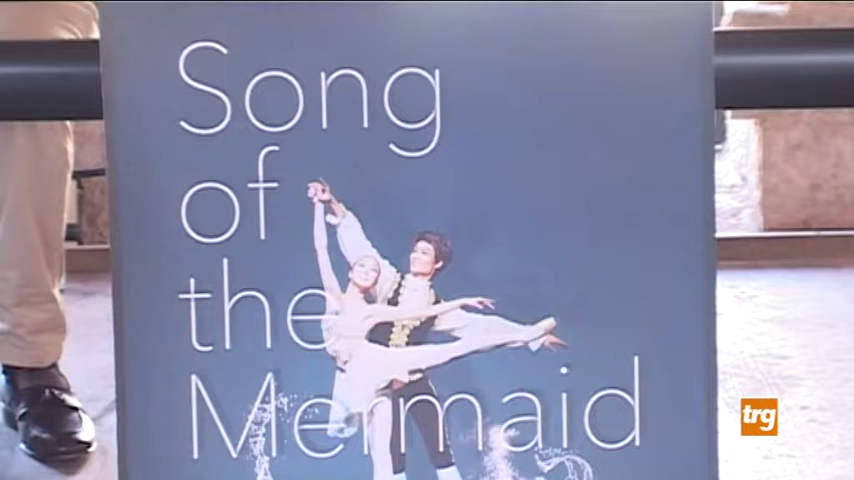 Song
of
the
Mermaid
trg